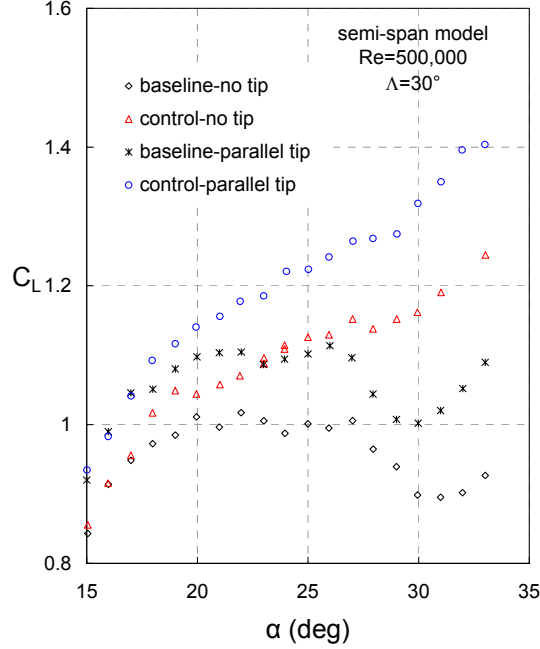 semi-span model
Re=500,000
Λ=30°
baseline-no tip
control-no tip
baseline-parallel tip
control-parallel tip
1.6
1.4
1.2
1
0.8
CL
15
20
25
30
35
α (deg)